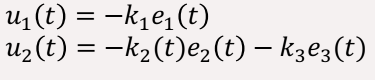 u₁(t) = −k₁e₁(t)
u₂(t) = −k₂(t)e₂(t) − k₃e₃(t)